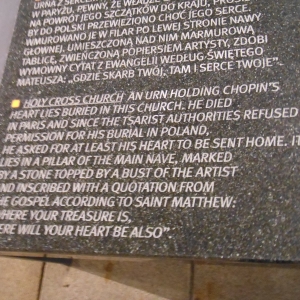 URNA Z SERCEM
W PARYŻU. PEWNY, ŻE WŁADZE
NA POWRÓT JEGO SZCZĄTKÓW DO KRAJU, PROSIŁ,
BY DO POLSKI PRZEWIEZIONO CHOĆ JEGO SERCE.
WMUROWANO JE W FILAR PO LEWEJ STRONIE NAWY
GŁÓWNEJ, UMIESZCZONĄ NAD NIM MARMUROWĄ
TABLICĘ, ZWIEŃCZONĄ POPIERSIEM ARTYSTY, ZDOBI
WYMOWNY CYTAT Z EWANGELII WEDŁUG ŚWIĘTEGO
MATEUSZA: „GDZIE SKARB TWÓJ, TAM I SERCE TWOJE”.
HOLY CROSS CHURCH AN URN HOLDING CHOPIN'S
HEART LIES BURIED IN THIS CHURCH. HE DIED
IN PARIS AND SINCE THE TSARIST AUTHORITIES REFUSED
PERMISSION FOR HIS BURIAL IN POLAND,
HE ASKED FOR AT LEAST HIS HEART TO BE SENT HOME. IT
LIES IN A PILLAR OF THE MAIN NAVE, MARKED
BY A STONE TOPPED BY A BUST OF THE ARTIST
AND INSCRIBED WITH A QUOTATION FROM
THE GOSPEL ACCORDING TO SAINT MATTHEW:
WHERE YOUR TREASURE IS,
ERE WILL YOUR HEART BE ALSO”.